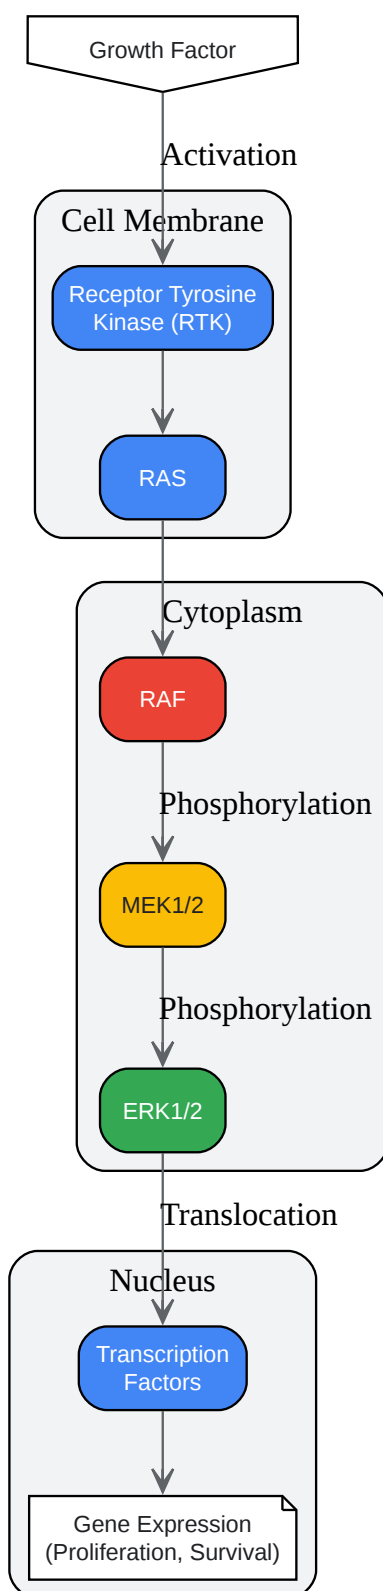 Growth Factor
Activation
Cell Membrane
Receptor Tyrosine
Kinase (RTK)
RAS
Cytoplasm
RAF
Phosphorylation
MEK1/2
Phosphorylation
ERK1/2
Translocation
Nucleus
Transcription
Factors
Gene Expression
(Proliferation, Survival)